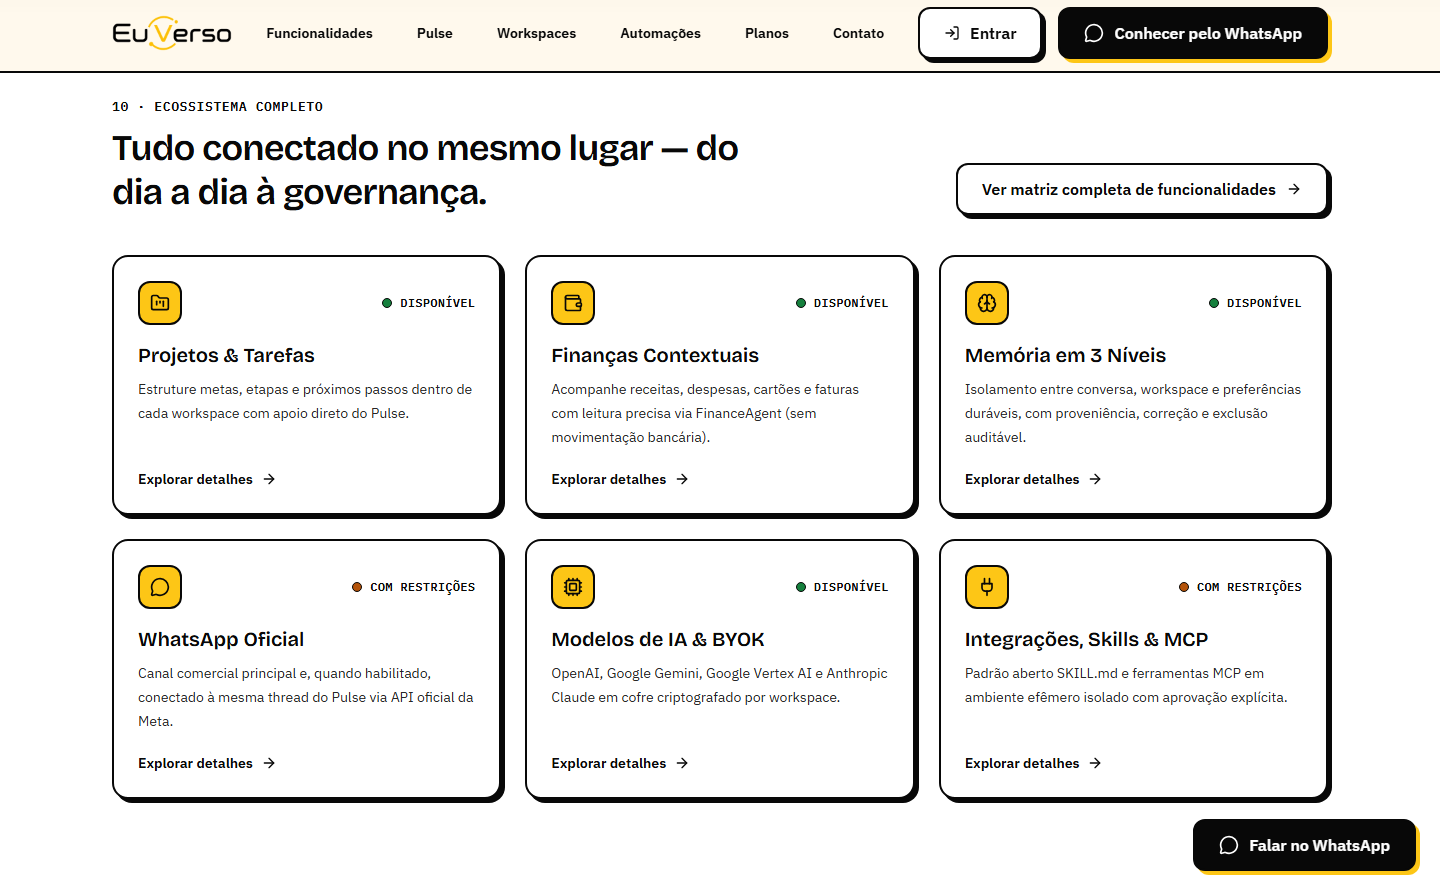 EuVerso
Funcionalidades
Pulse
Workspaces
Automações
Planos
Contato
Entrar
Conhecer pelo WhatsApp
10 · ECOSSISTEMA COMPLETO
Tudo conectado no mesmo lugar — do
dia a dia à governança.
Ver matriz completa de funcionalidades
DISPONÍVEL
Projetos & Tarefas
Estruture metas, etapas e próximos passos dentro de
cada workspace com apoio direto do Pulse.
Explorar detalhes
DISPONÍVEL
Finanças Contextuais
Acompanhe receitas, despesas, cartões e faturas
com leitura precisa via FinanceAgent (sem
movimentação bancária).
Explorar detalhes
DISPONÍVEL
Memória em 3 Níveis
Isolamento entre conversa, workspace e preferências
duráveis, com proveniência, correção e exclusão
auditável.
Explorar detalhes
COM RESTRIÇÕES
WhatsApp Oficial
Canal comercial principal e, quando habilitado,
conectado à mesma thread do Pulse via API oficial da
Meta.
Explorar detalhes
DISPONÍVEL
Modelos de IA & BYOK
OpenAI, Google Gemini, Google Vertex AI e Anthropic
Claude em cofre criptografado por workspace.
Explorar detalhes
COM RESTRIÇÕES
Integrações, Skills & MCP
Padrão aberto SKILL.md e ferramentas MCP em
ambiente efêmero isolado com aprovação explícita.
Explorar detalhes
Falar no WhatsApp